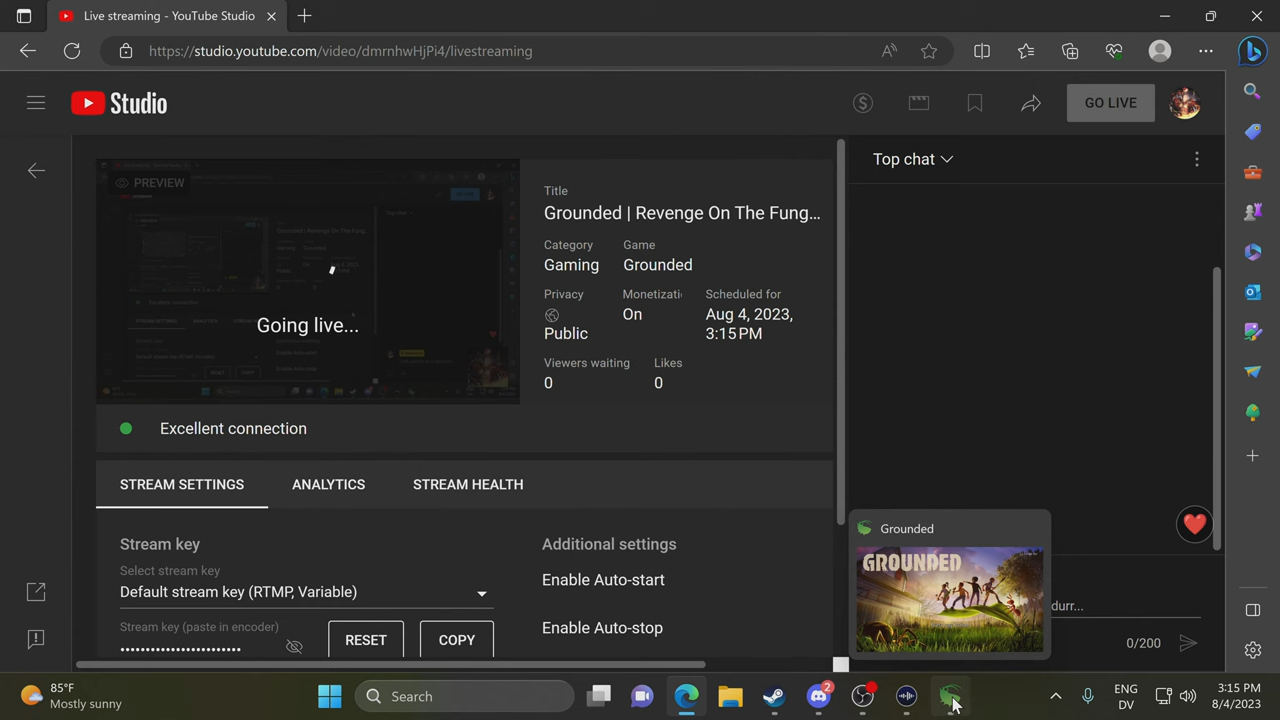 Live streaming - YouTube Studio
https://studio.youtube.com/video/dmrnhwHjPi4/livestreaming
Studio
GO LIVE
PREVIEW
Going live...
Title
Grounded | Revenge On The Fung...
Category
Game
Gaming
Grounded
Privacy
Monetizati
Scheduled for
Public
On
Aug 4, 2023,
3:15 PM
Viewers waiting
Likes
0
0
Top chat
Excellent connection
STREAM SETTINGS
ANALYTICS
STREAM HEALTH
Stream key
Select stream key
Default stream key (RTMP, Variable)
Stream key (paste in encoder)
••••••••••••••••••••••••
RESET
COPY
Additional settings
Enable Auto-start
Enable Auto-stop
Grounded
GROUNDED
durr...
0/200
85°F
Mostly sunny
Search
2
ENG
DV
3:15 PM
8/4/2023